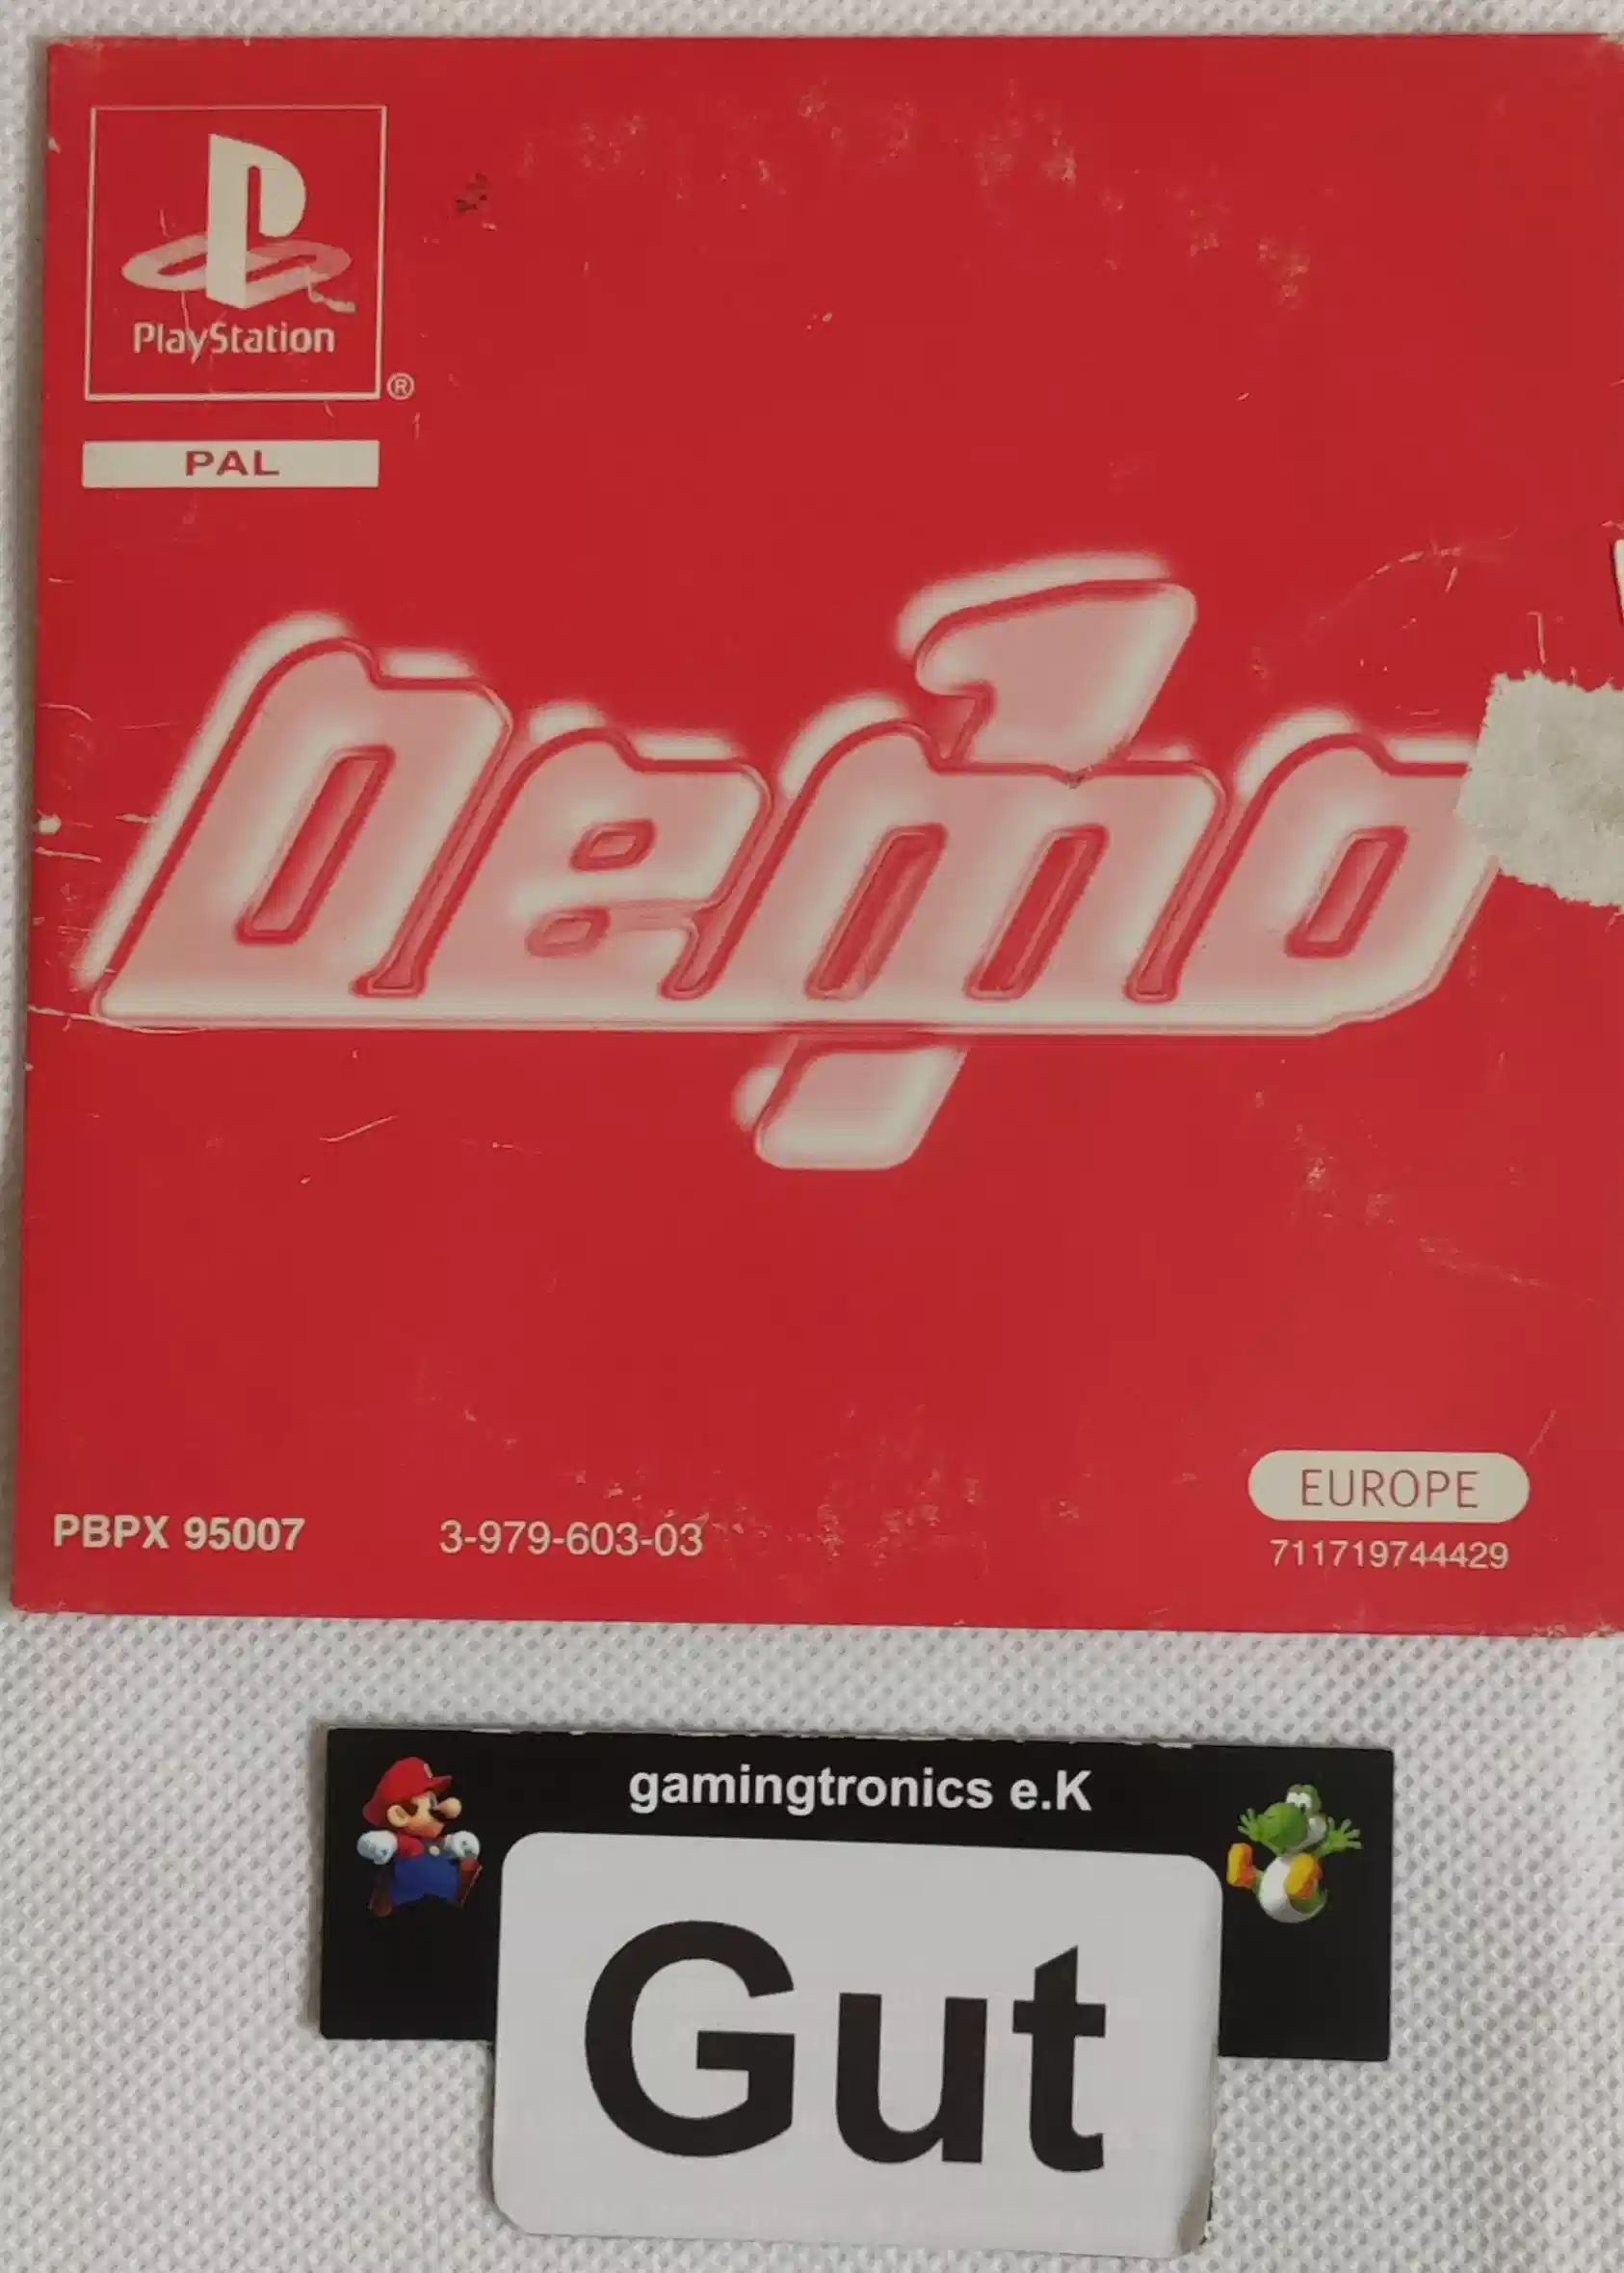 PlayStation
®
PAL
Demo
1
PBPX 95007
3-979-603-03
EUROPE
711719744429
gamingtronics e.K
Gut